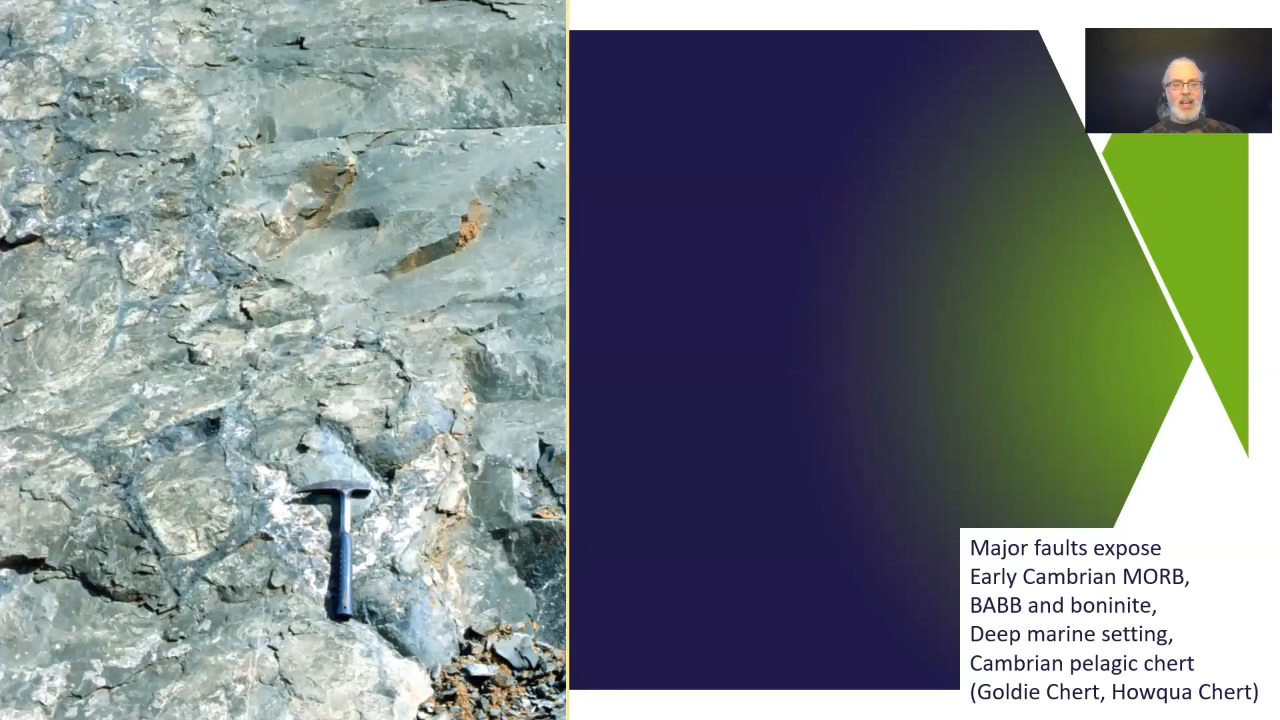 Major faults expose
Early Cambrian MORB,
BABB and boninite,
Deep marine setting,
Cambrian pelagic chert
(Goldie Chert, Howqua Chert)